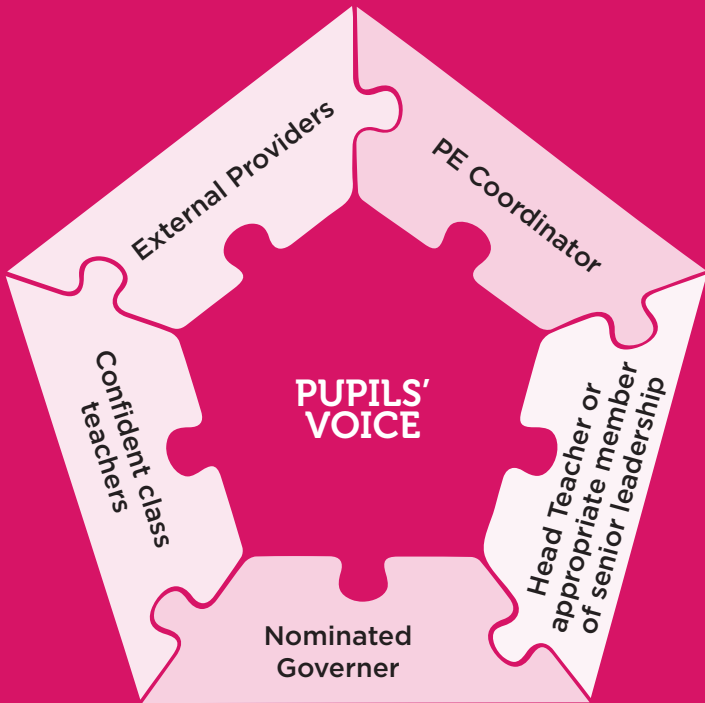 External Providers
PE Coordinator
Confident class
teachers
PUPILS'
VOICE
Head Teacher or
appropriate member
of senior leadership
Nominated
Governer